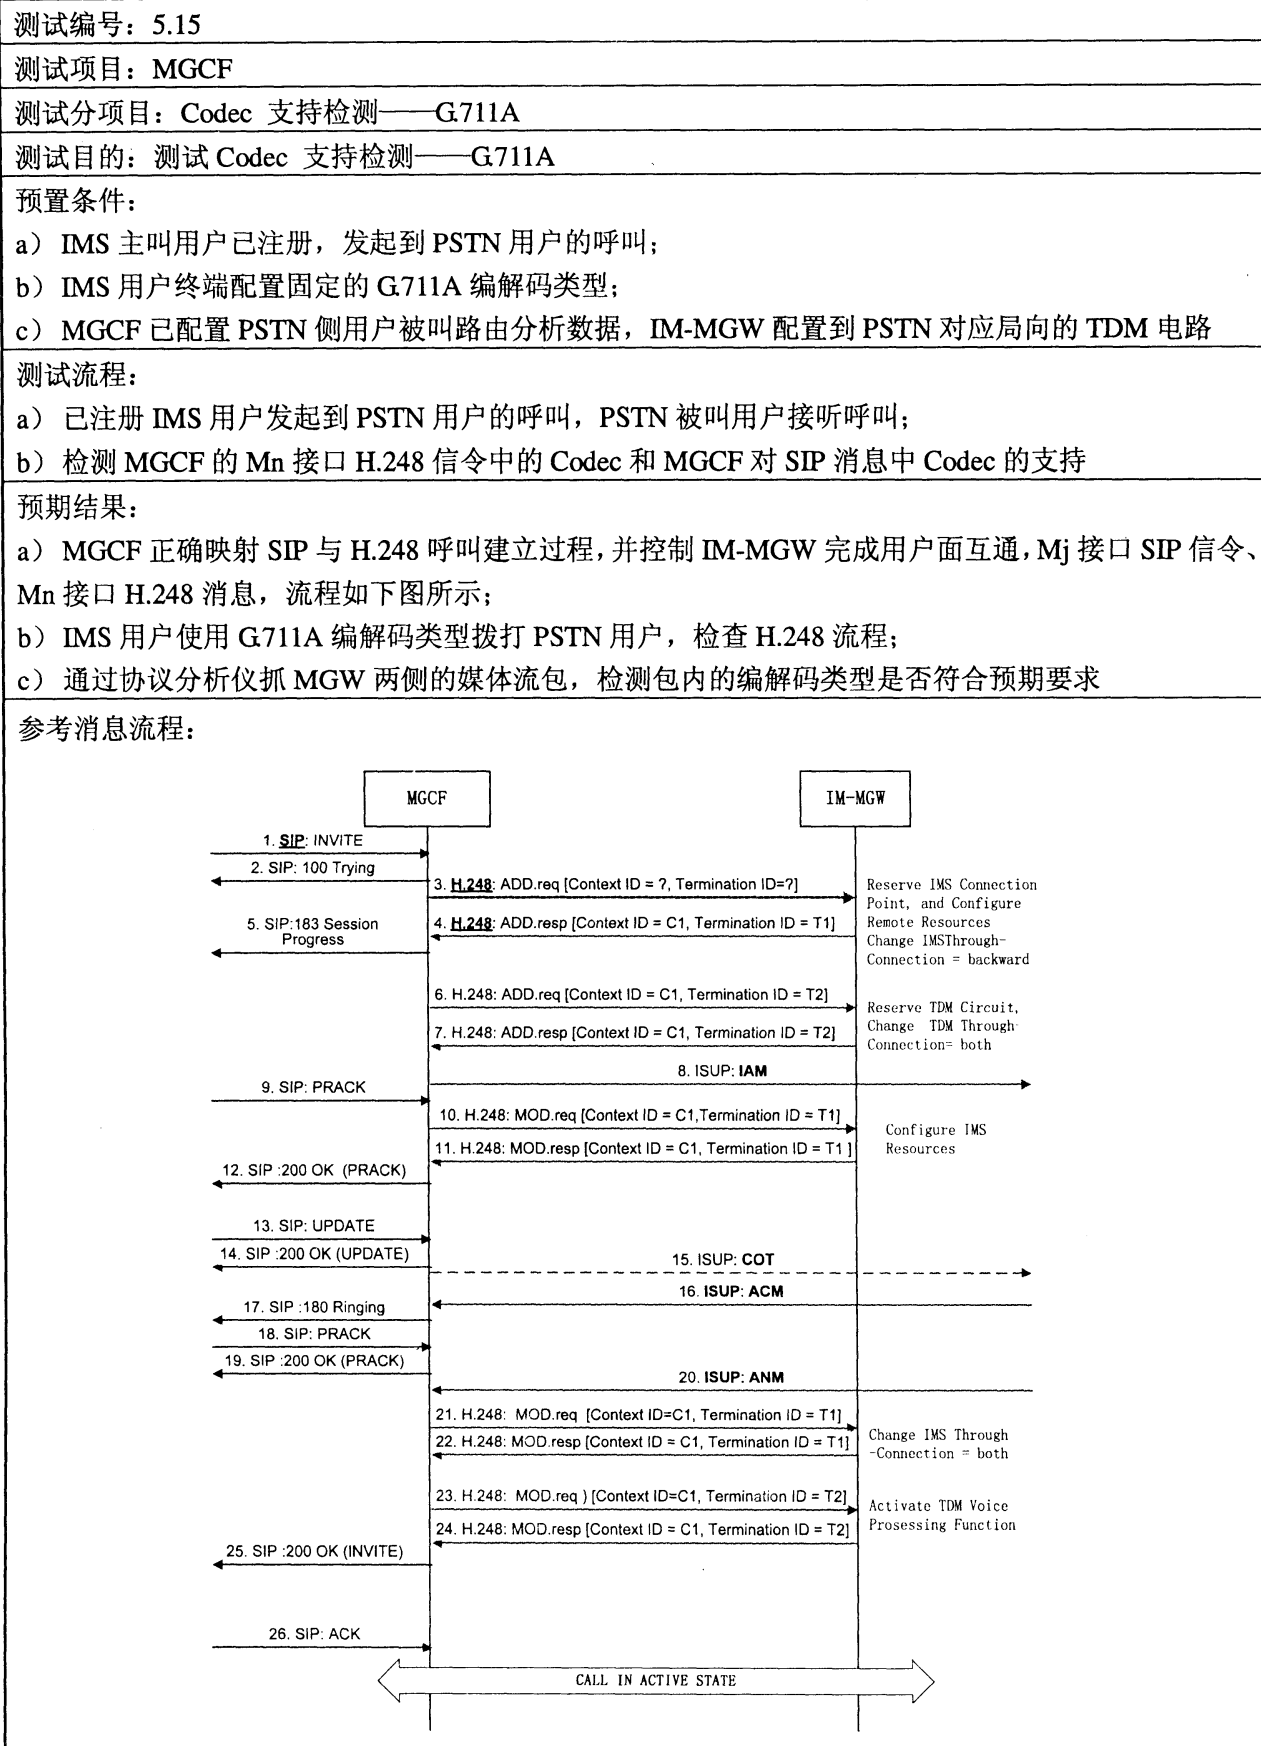 测试编号：5.15
测试项目：MGCF
测试分项目：Codec 支持检测——G.711A
测试目的：测试 Codec 支持检测——G.711A
预置条件：
a） IMS 主叫用户已注册，发起到 PSTN 用户的呼叫；
b） IMS 用户终端配置固定的 G.711A 编解码类型；
c） MGCF 已配置 PSTN 侧用户被叫路由分析数据，IM-MGW 配置到 PSTN 对应局向的 TDM 电路
测试流程：
a） 已注册 IMS 用户发起到 PSTN 用户的呼叫，PSTN 被叫用户接听呼叫；
b） 检测 MGCF 的 Mn 接口 H.248 信令中的 Codec 和 MGCF 对 SIP 消息中 Codec 的支持
预期结果：
a） MGCF 正确映射 SIP 与 H.248 呼叫建立过程，并控制 IM-MGW 完成用户面互通，Mj 接口 SIP 信令、
Mn 接口 H.248 消息，流程如下图所示；
b） IMS 用户使用 G.711A 编解码类型拨打 PSTN 用户，检查 H.248 流程；
c） 通过协议分析仪抓 MGW 两侧的媒体流包，检测包内的编解码类型是否符合预期要求
参考消息流程：
MGCF
IM-MGW
1. SIP: INVITE
2. SIP: 100 Trying
3. H.248: ADD.req [Context ID = ?, Termination ID=?]
4. H.248: ADD.resp [Context ID = C1, Termination ID = T1]
Reserve IMS Connection
Point, and Configure
Remote Resources
Change IMSThrough-
Connection = backward
5. SIP:183 Session
Progress
6. H.248: ADD.req [Context ID = C1, Termination ID = T2]
7. H.248: ADD.resp [Context ID = C1, Termination ID = T2]
Reserve TDM Circuit,
Change TDM Through-
Connection= both
8. ISUP: IAM
9. SIP: PRACK
10. H.248: MOD.req [Context ID = C1,Termination ID = T1]
11. H.248: MOD.resp [Context ID = C1, Termination ID = T1 ]
Configure IMS
Resources
12. SIP :200 OK (PRACK)
13. SIP: UPDATE
14. SIP :200 OK (UPDATE)
15. ISUP: COT
16. ISUP: ACM
17. SIP :180 Ringing
18. SIP: PRACK
19. SIP :200 OK (PRACK)
20. ISUP: ANM
21. H.248: MOD.req [Context ID=C1, Termination ID = T1]
22. H.248: MOD.resp [Context ID = C1, Termination ID = T1]
Change IMS Through
-Connection = both
23. H.248: MOD.req ) [Context ID=C1, Termination ID = T2]
24. H.248: MOD.resp [Context ID = C1, Termination ID = T2]
Activate TDM Voice
Prosessing Function
25. SIP :200 OK (INVITE)
26. SIP: ACK
CALL IN ACTIVE STATE